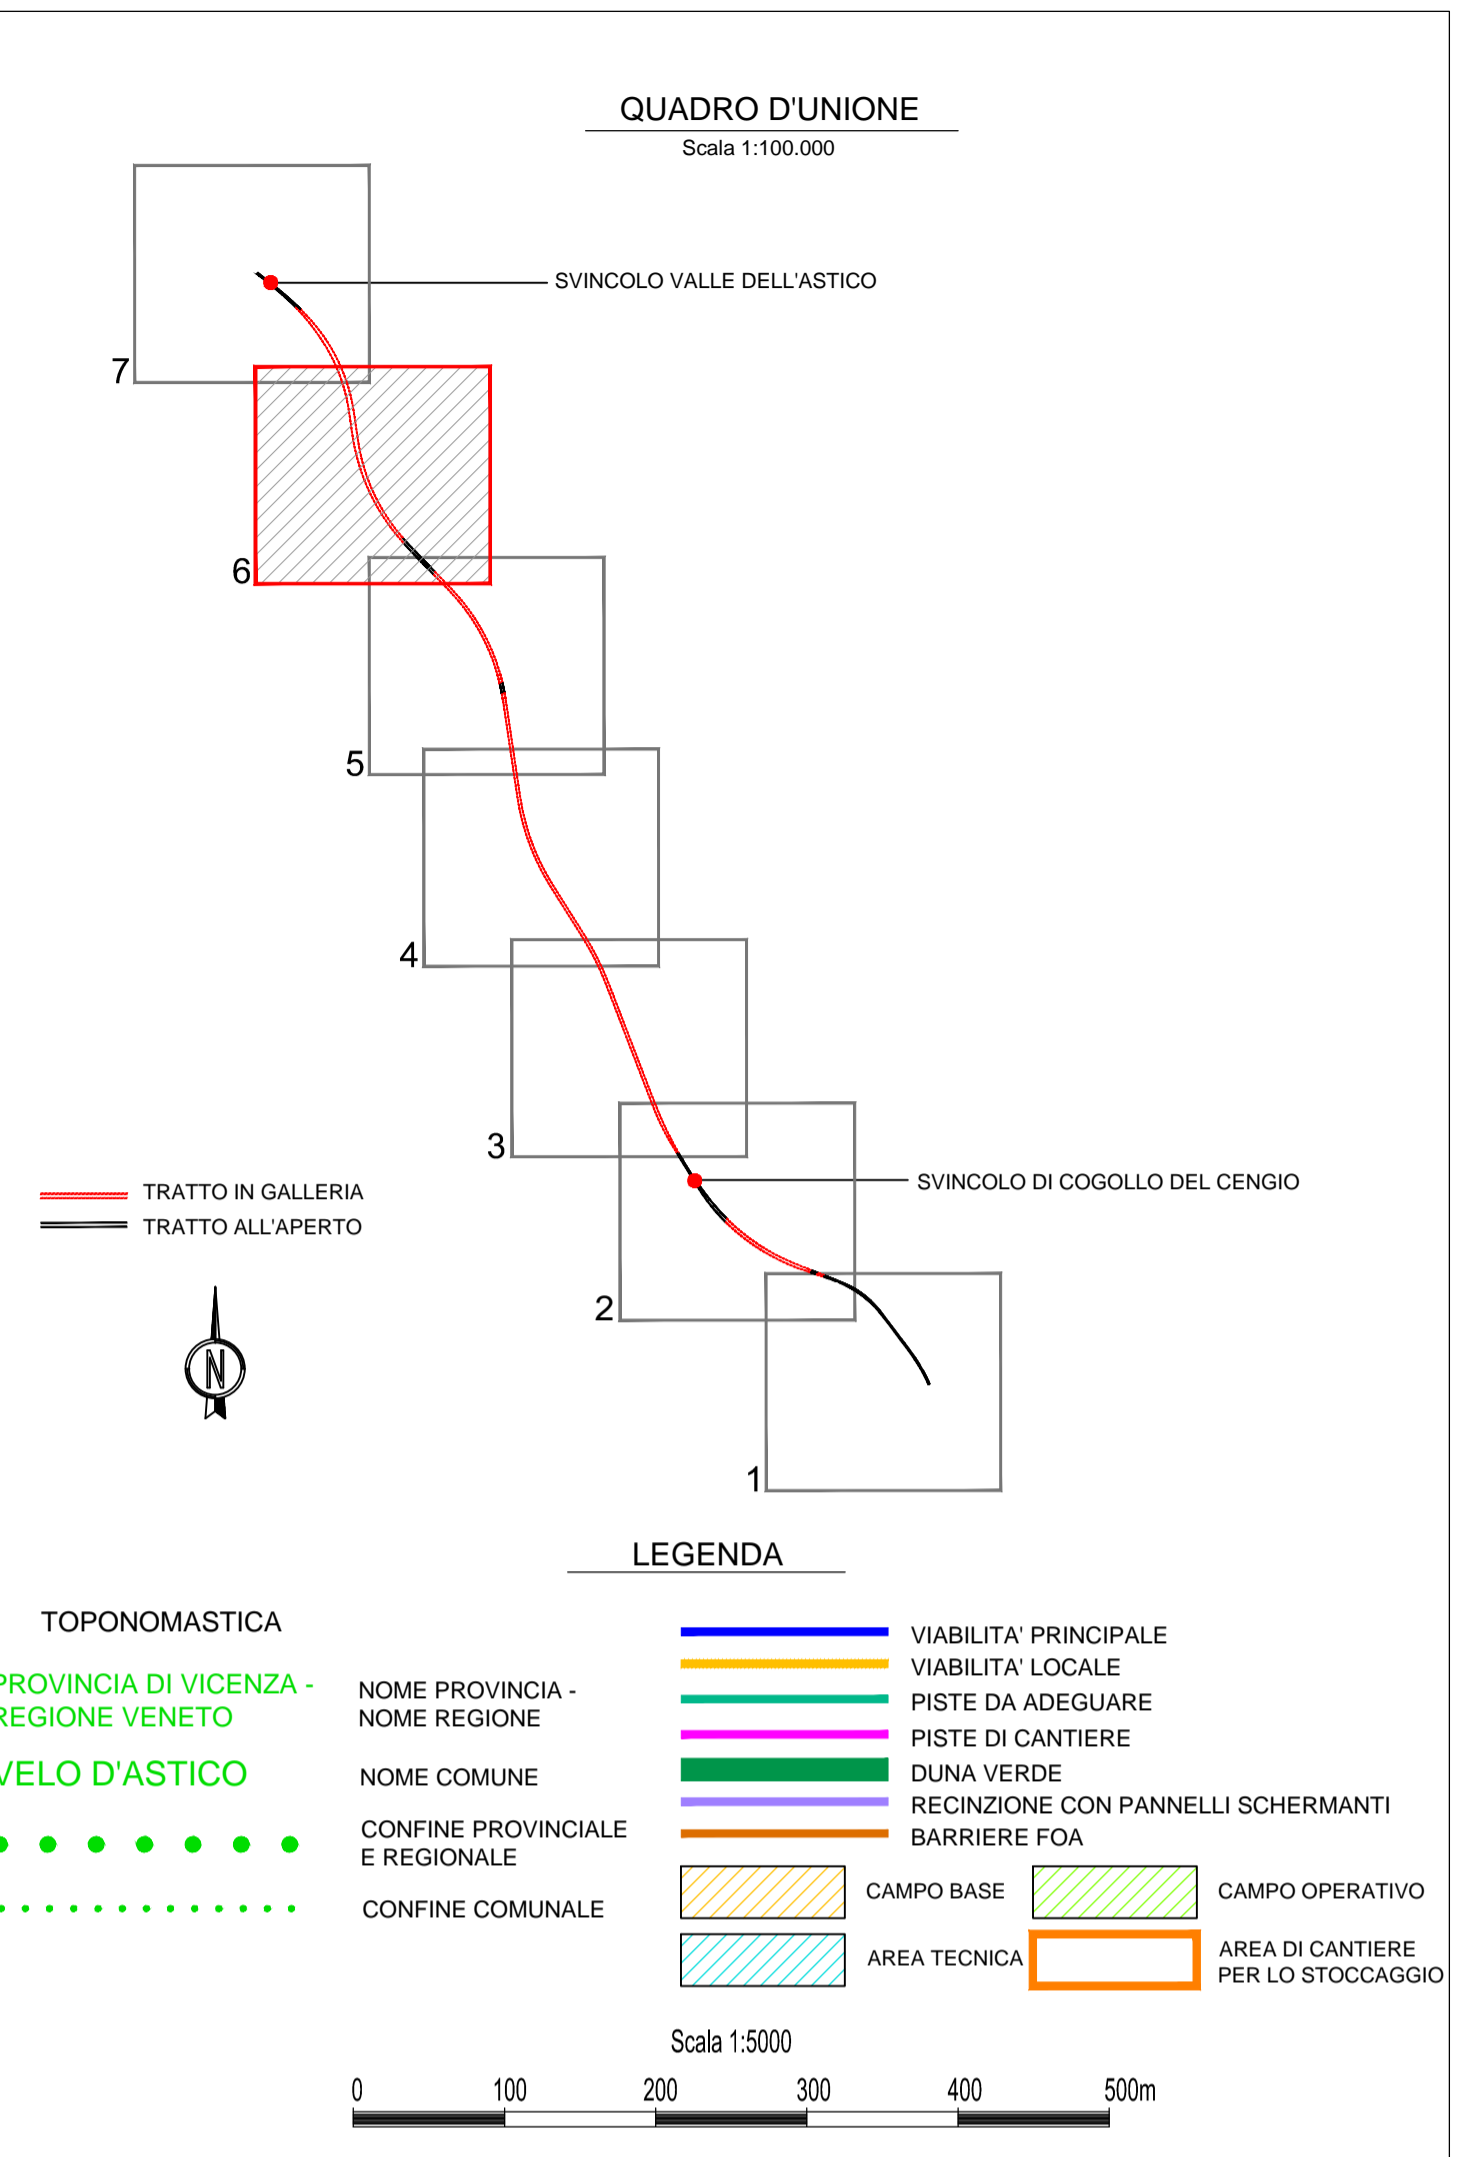 QUADRO D'UNIONE
Scala 1:100.000
SVINCOLO VALLE DELL'ASTICO
7
6
5
4
3
SVINCOLO DI COGOLLO DEL CENGIO
TRATTO IN GALLERIA
TRATTO ALL'APERTO
2
N
1
LEGENDA
TOPONOMASTICA
PROVINCIA DI VICENZA -
REGIONE VENETO
NOME PROVINCIA -
NOME REGIONE
VELO D'ASTICO
NOME COMUNE
CONFINE PROVINCIALE
E REGIONALE
CONFINE COMUNALE
VIABILITA' PRINCIPALE
VIABILITA' LOCALE
PISTE DA ADEGUARE
PISTE DI CANTIERE
DUNA VERDE
RECINZIONE CON PANNELLI SCHERMANTI
BARRIERE FOA
CAMPO BASE
CAMPO OPERATIVO
AREA TECNICA
AREA DI CANTIERE
PER LO STOCCAGGIO
Scala 1:5000
0 100 200 300 400 500m